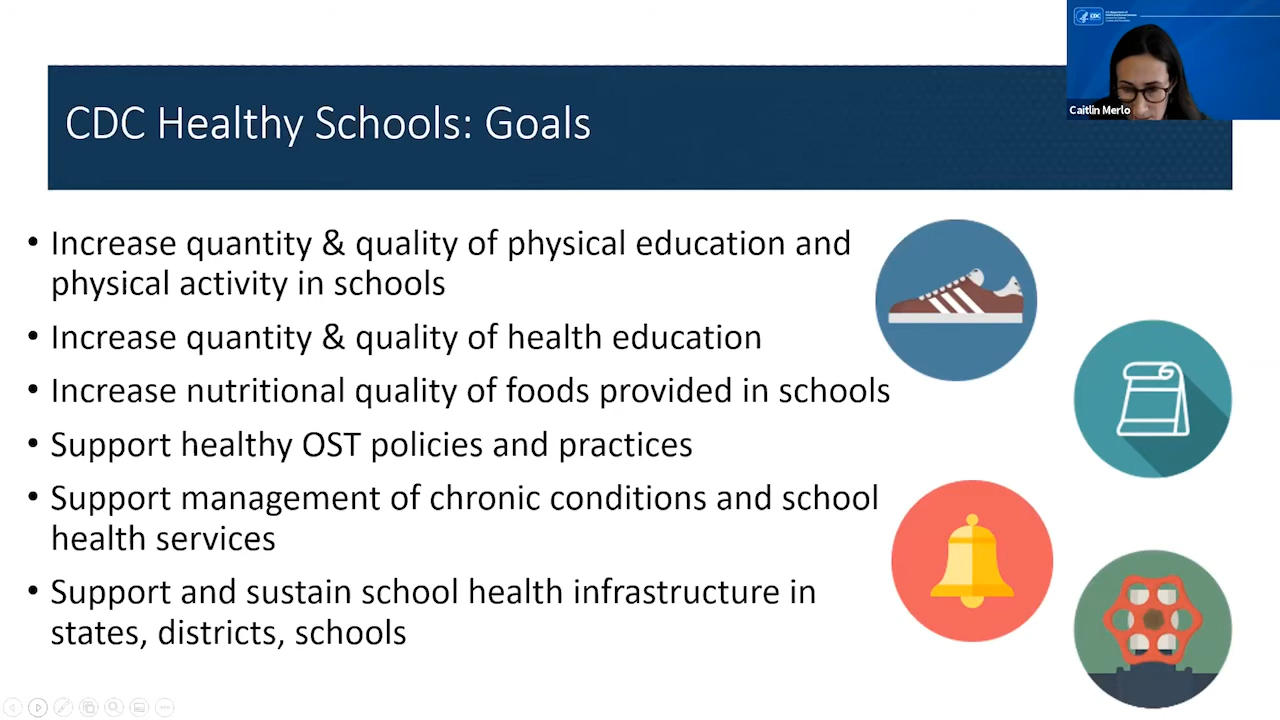 CDC
Caitlin Merlo
CDC Healthy Schools: Goals
• Increase quantity & quality of physical education and
physical activity in schools
• Increase quantity & quality of health education
• Increase nutritional quality of foods provided in schools
• Support healthy OST policies and practices
• Support management of chronic conditions and school
health services
• Support and sustain school health infrastructure in
states, districts, schools